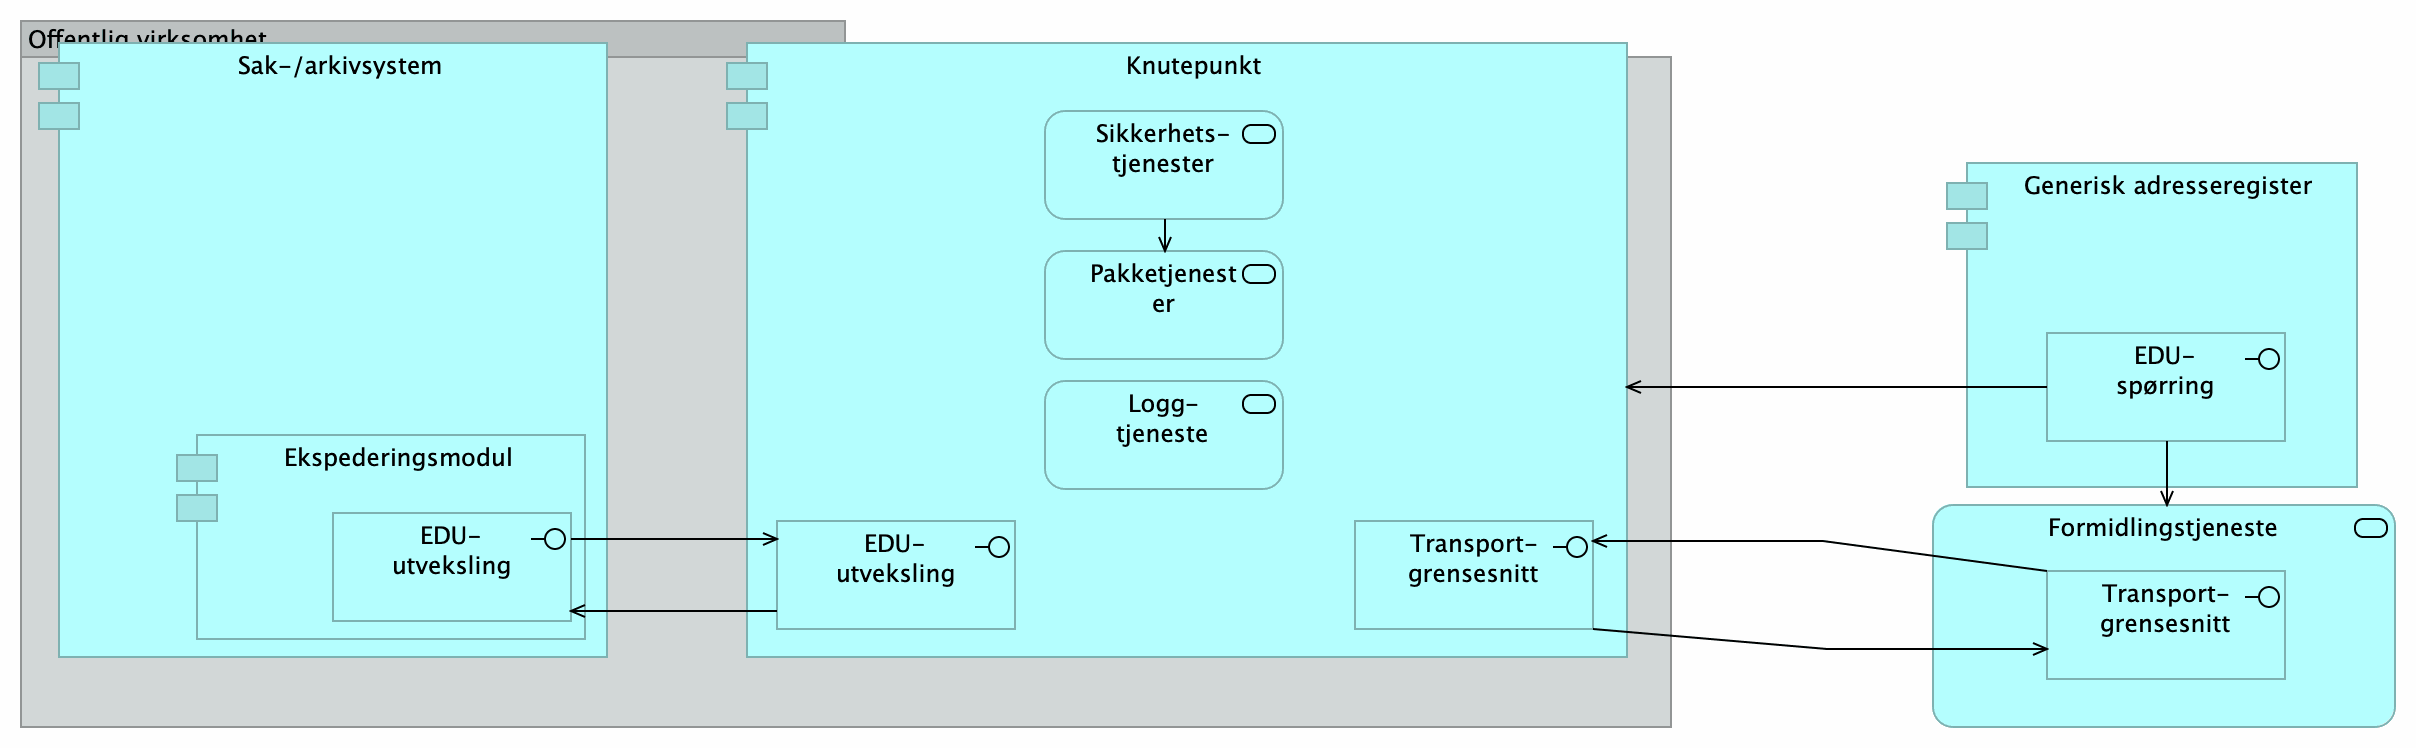 Offentlig virksomhet
Sak-/arkivsystem
Ekspederingsmodul
EDU-
utveksling
Knutepunkt
Sikkerhets-
tjenester
Pakketjenest
er
Logg-
tjeneste
EDU-
utveksling
Transport-
grensesnitt
Generisk adresseregister
EDU-
spørring
Formidlingstjeneste
Transport-
grensesnitt